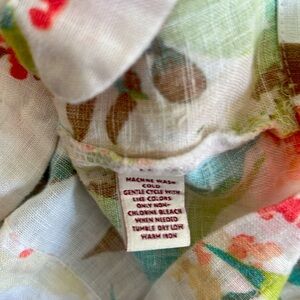 MACHINE WASH
COLD
GENTLE CYCLE WITH
LIKE COLORS
ONLY NON-
CHLORINE BLEACH
WHEN NEEDED
TUMBLE DRY LOW
WARM IRON